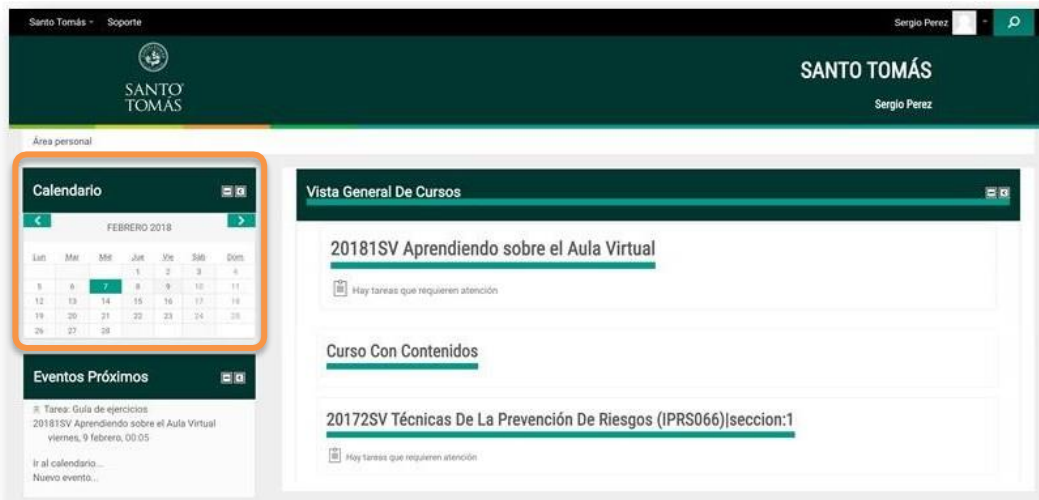 Santo Tomás Soporte
Sergio Perez
SANTO
TOMÁS
SANTO TOMÁS
Sergio Perez
Área personal
Calendario
FEBRERO 2018
Lun Mar Mié Jue Vie Sáb Dom
1 2 3 4
5 6 7 8 9 10 11
12 13 14 15 16 17 18
19 20 21 22 23 24 25
26 27 28
Eventos Próximos
Tarea: Guía de ejercicios
20181SV Aprendiendo sobre el Aula Virtual
viernes, 9 febrero, 00:05
Ir al calendario...
Nuevo evento...
Vista General De Cursos
20181SV Aprendiendo sobre el Aula Virtual
Hay tareas que requieren atención
Curso Con Contenidos
20172SV Técnicas De La Prevención De Riesgos (IPRS066)|seccion:1
Hay tareas que requieren atención